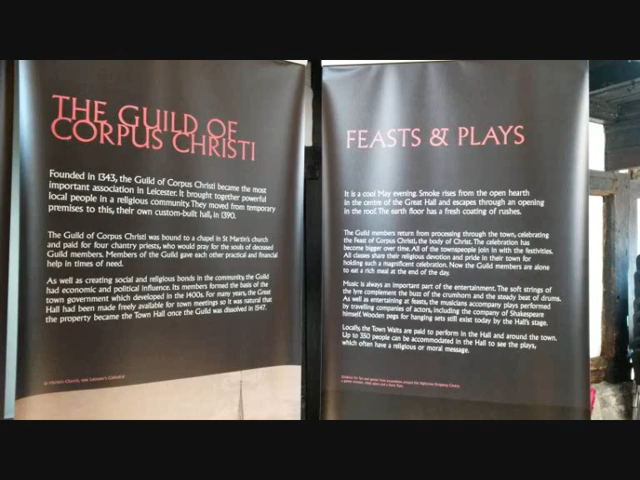 THE GUILD OF
CORPUS CHRISTI
Founded in 1343, the Guild of Corpus Christi became the most
important association in Leicester. It brought together powerful
local people in a religious community. They moved from temporary
premises to this, their own custom-built hall, in 1390.
The Guild of Corpus Christi was bound to a chapel in St Martin's church
and paid for four chantry priests, who would pray for the souls of deceased
Guild members. Members of the Guild gave each other practical and financial
help in times of need.
As well as creating social and religious bonds in the community, the Guild
had economic and political influence. Its members formed the basis of the
town government which developed in the 1400s. For many years, the Great
Hall had been made freely available for town meetings so it was natural that
the property became the Town Hall once the Guild was dissolved in 1547.
St Martin's Church, now Leicester's Cathedral
FEASTS & PLAYS
It is a cool May evening. Smoke rises from the open hearth
in the centre of the Great Hall and escapes through an opening
in the roof. The earth floor has a fresh coating of rushes.
The Guild members return from processing through the town, celebrating
the Feast of Corpus Christi, the body of Christ. The celebration has
become bigger over time. All of the townspeople join in with the festivities.
All classes share their religious devotion and pride in their town for
holding such a magnificent celebration. Now the Guild members are alone
to eat a rich meal at the end of the day.
Music is always an important part of the entertainment. The soft strings of
the lyre complement the buzz of the crumhorn and the steady beat of drums.
As well as entertaining at feasts, the musicians accompany plays performed
by travelling companies of actors, including the company of Shakespeare
himself. Wooden pegs for hanging sets still exist today by the Hall's stage.
Locally, the Town Waits are paid to perform in the Hall and around the town.
Up to 350 people can be accommodated in the Hall to see the plays,
which often have a religious or moral message.